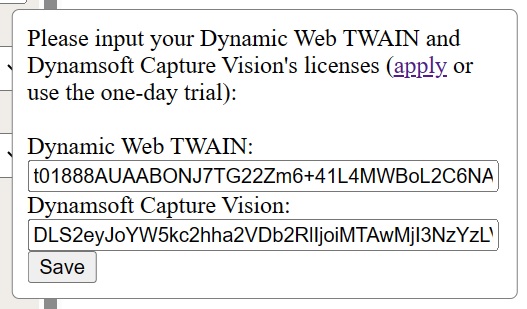 Please input your Dynamic Web TWAIN and
Dynamsoft Capture Vision's licenses (apply or
use the one-day trial):
Dynamic Web TWAIN:
t01888AUAABONJ7TG22Zm6+41L4MWBoL2C6NA
Dynamsoft Capture Vision:
DLS2eyJoYW5kc2hha2VDb2RlIjoiMTAwMjI3NzYzL
Save